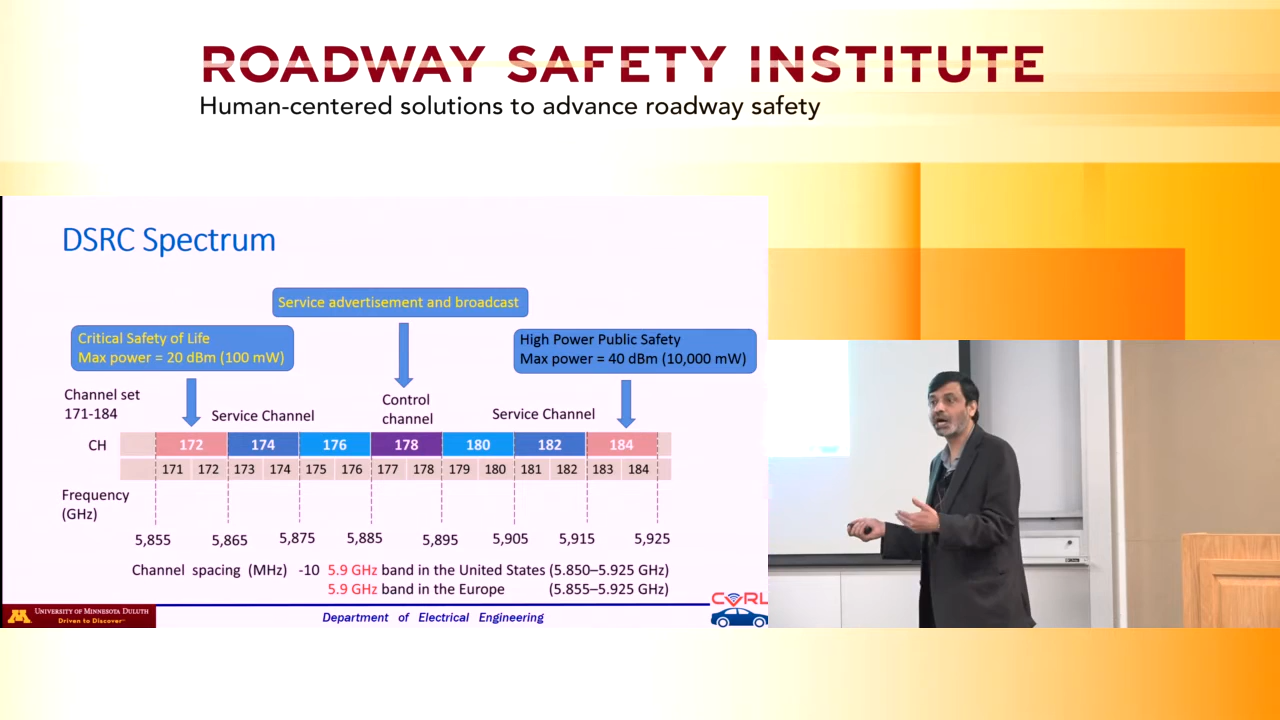 ROADWAY SAFETY INSTITUTE
Human-centered solutions to advance roadway safety
DSRC Spectrum
Service advertisement and broadcast
Critical Safety of Life
Max power = 20 dBm (100 mW)
High Power Public Safety
Max power = 40 dBm (10,000 mW)
Channel set
171-184
Service Channel
Control
channel
Service Channel
CH
172 174 176 178 180 182 184
171 172 173 174 175 176 177 178 179 180 181 182 183 184
Frequency
(GHz)
5,855 5,865 5,875 5,885 5,895 5,905 5,915 5,925
Channel spacing (MHz) -10 5.9 GHz band in the United States (5.850–5.925 GHz)
5.9 GHz band in the Europe (5.855–5.925 GHz)
UNIVERSITY OF MINNESOTA DULUTH
Driven to Discover™
Department of Electrical Engineering
CVRL